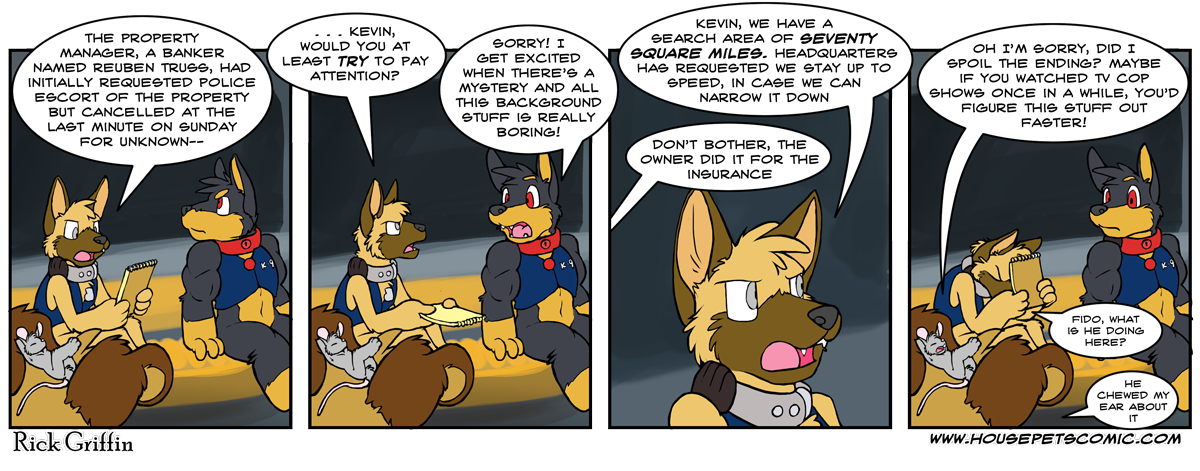 THE PROPERTY
MANAGER, A BANKER
NAMED REUBEN TRUSS, HAD
INITIALLY REQUESTED POLICE
ESCORT OF THE PROPERTY
BUT CANCELLED AT THE
LAST MINUTE ON SUNDAY
FOR UNKNOWN--
K-9
. . . KEVIN,
WOULD YOU AT
LEAST TRY TO PAY
ATTENTION?
SORRY! I
GET EXCITED
WHEN THERE'S A
MYSTERY AND ALL
THIS BACKGROUND
STUFF IS REALLY
BORING!
K-9
KEVIN, WE HAVE A
SEARCH AREA OF SEVENTY
SQUARE MILES. HEADQUARTERS
HAS REQUESTED WE STAY UP TO
SPEED, IN CASE WE CAN
NARROW IT DOWN
DON'T BOTHER, THE
OWNER DID IT FOR THE
INSURANCE
OH I'M SORRY, DID I
SPOIL THE ENDING? MAYBE
IF YOU WATCHED TV COP
SHOWS ONCE IN A WHILE, YOU'D
FIGURE THIS STUFF OUT
FASTER!
K-9
FIDO, WHAT
IS HE DOING
HERE?
HE
CHEWED MY
EAR ABOUT
IT
Rick Griffin
WWW.HOUSEPETSCOMIC.COM